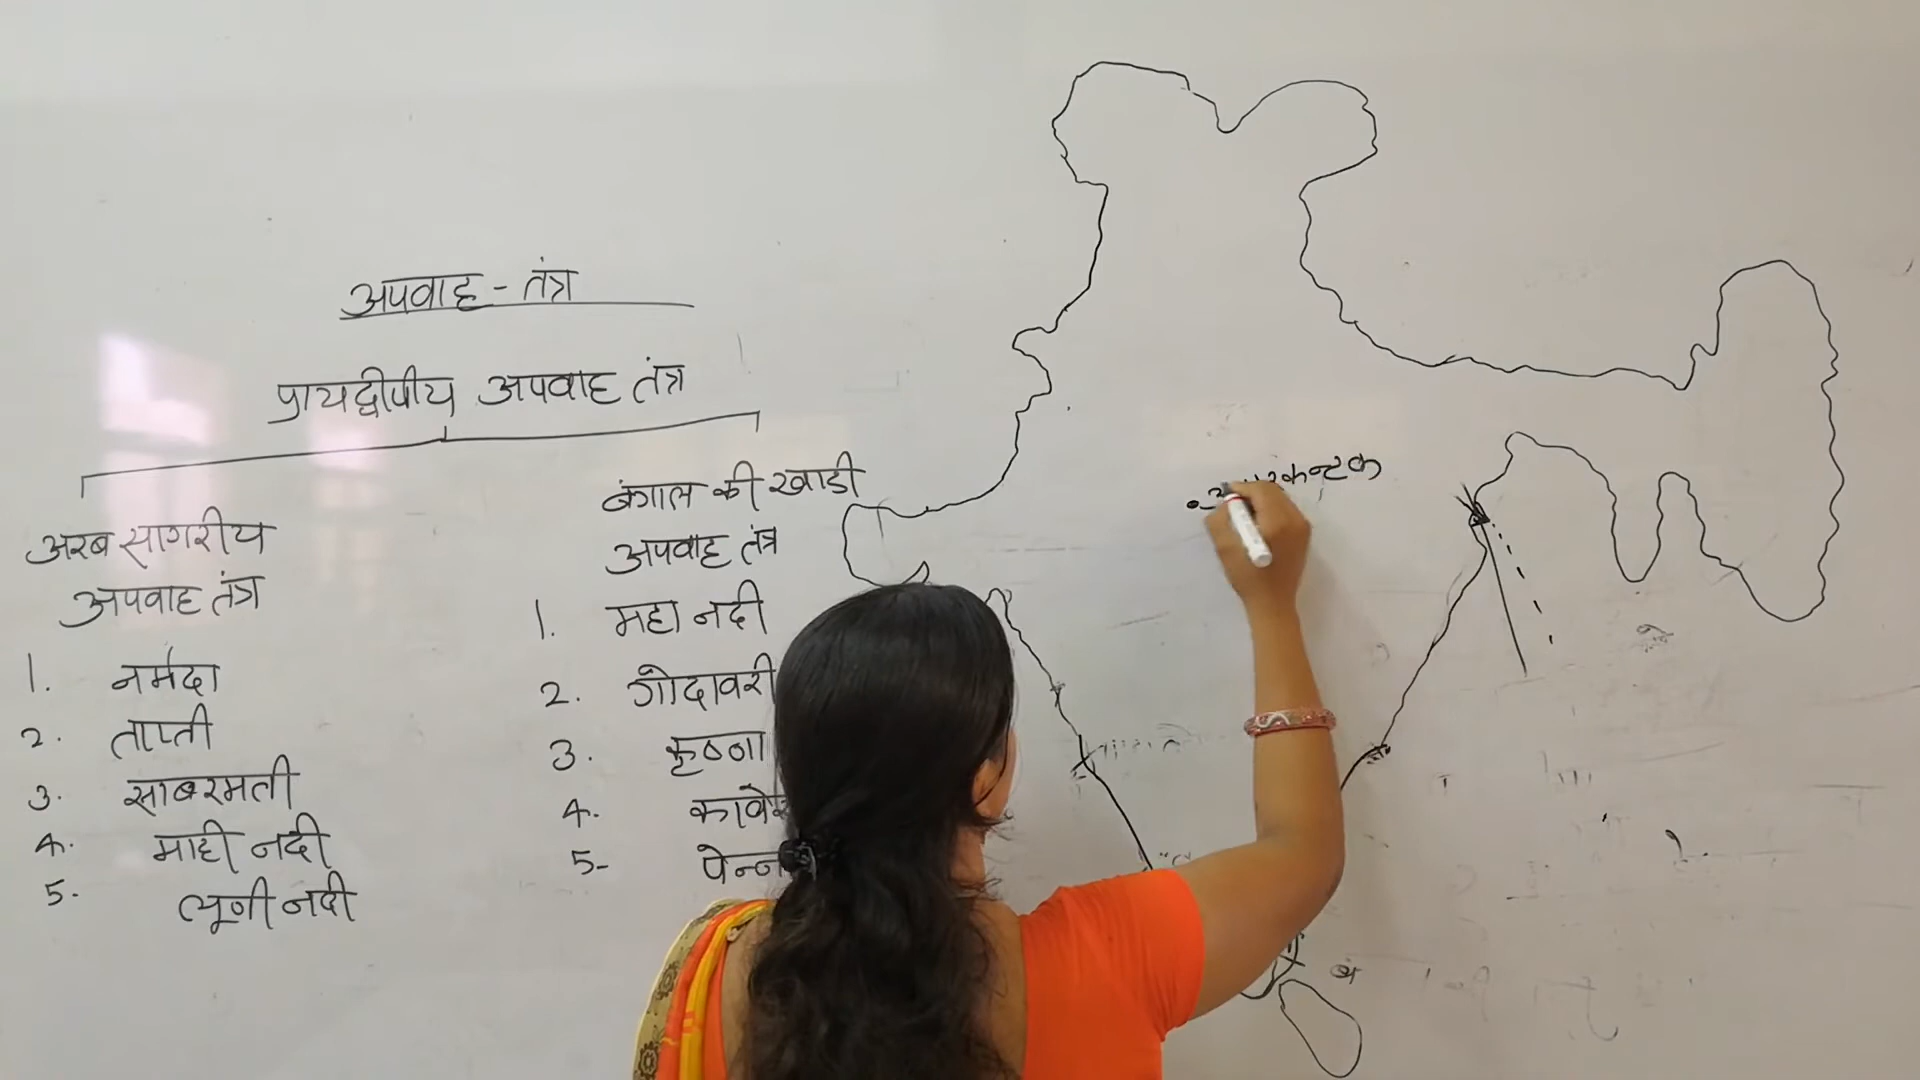 अपवाह - तंत्र
प्रायद्वीपीय अपवाह तंत्र
अरब सागरीय
अपवाह तंत्र
1. नर्मदा
2. ताप्ती
3. साबरमती
4. माही नदी
5. लूणी नदी
बंगाल की खाडी
अपवाह तंत्र
1. महा नदी
2. गोदावरी
3. कृष्णा
4.
5-